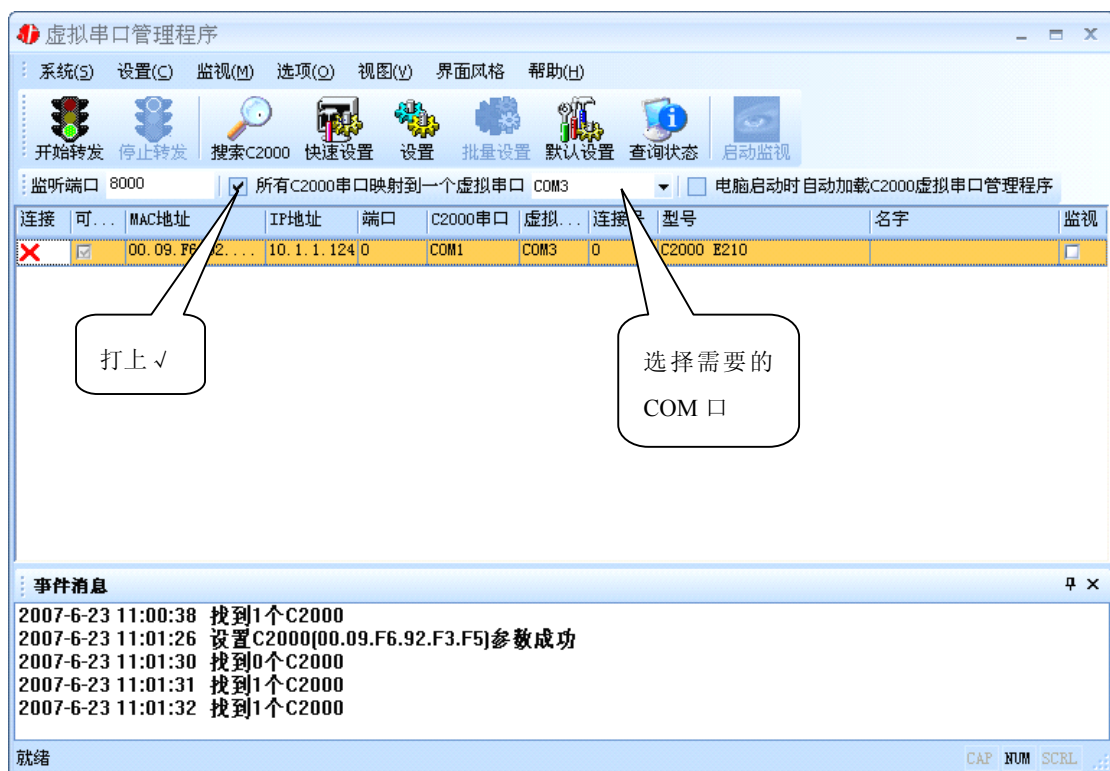 虚拟串口管理程序
系统(S) 设置(C) 监视(M) 选项(O) 视图(V) 界面风格 帮助(H)
开始转发 停止转发 搜索C2000 快速设置 设置 批量设置 默认设置 查询状态 启动监视
监听端口 8000 所有C2000串口映射到一个虚拟串口 COM3 电脑启动时自动加载C2000虚拟串口管理程序
连接 可... MAC地址 IP地址 端口 C2000串口 虚拟... 连接 型号 名字 监视
10.1.1.124 0 COM1 COM3 0 C2000 E210
打上√
选择需要的
COM 口
事件消息
2007-6-23 11:00:38 找到1个C2000
2007-6-23 11:01:26 设置C2000(00.09.F6.92.F3.F5)参数成功
2007-6-23 11:01:30 找到0个C2000
2007-6-23 11:01:31 找到1个C2000
2007-6-23 11:01:32 找到1个C2000
就绪 CAP NUM SCRL